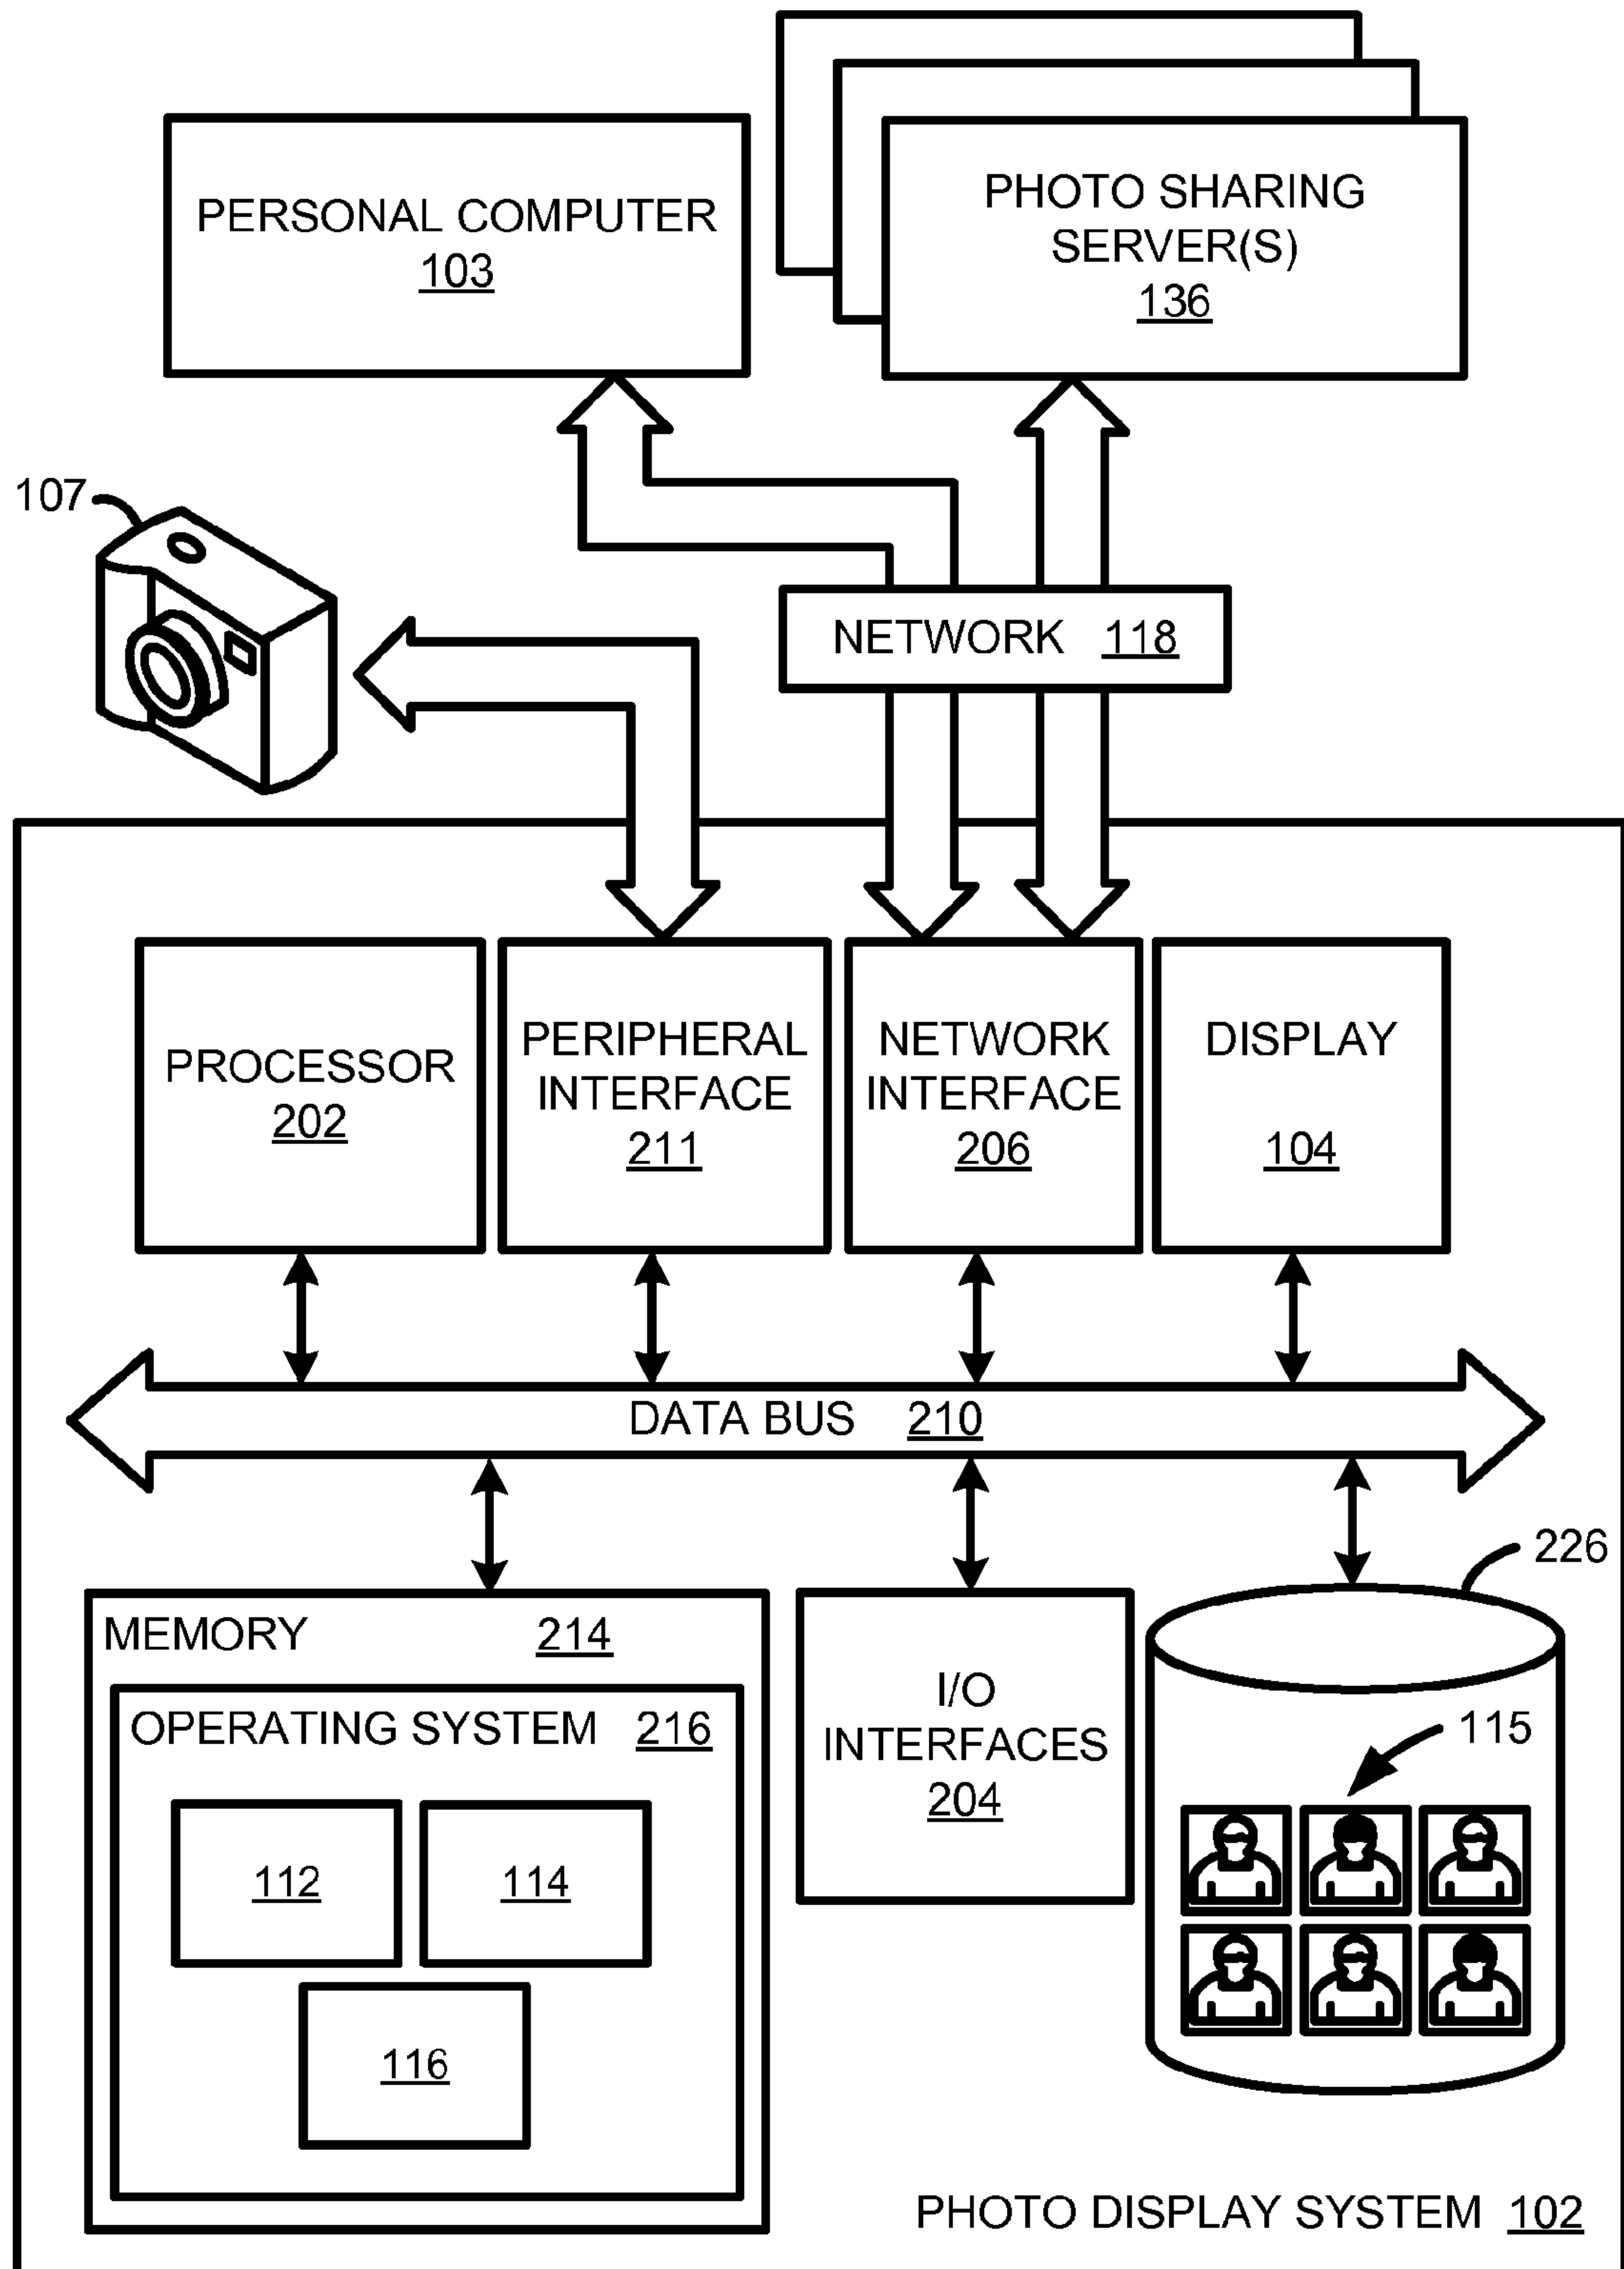 PERSONAL COMPUTER
103
PHOTO SHARING
SERVER(S)
136
107
NETWORK 118
PROCESSOR
202
PERIPHERAL
INTERFACE
211
NETWORK
INTERFACE
206
DISPLAY
104
DATA BUS 210
226
MEMORY 214
OPERATING SYSTEM 216
112
114
116
I/O
INTERFACES
204
115
PHOTO DISPLAY SYSTEM 102